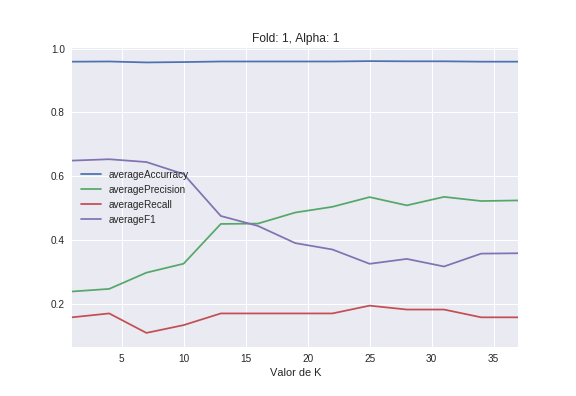 Fold: 1, Alpha: 1
1.0
0.8
0.6
0.4
0.2
averageAccurracy
averagePrecision
averageRecall
averageF1
5 10 15 20 25 30 35
Valor de K